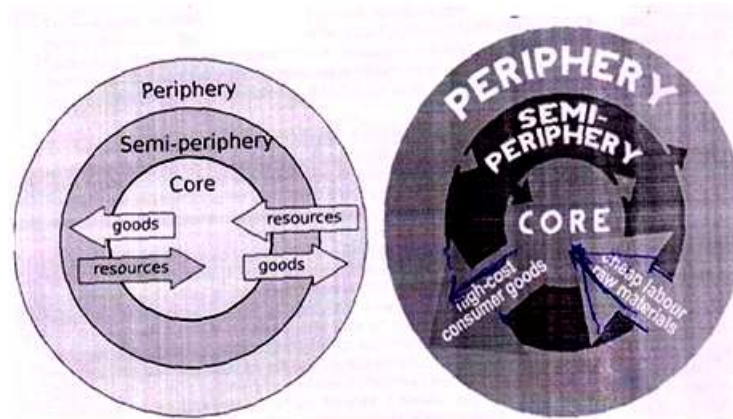 Periphery
Semi-periphery
Core
goods
resources
resources
goods
PERIPHERY
SEMI-
PERIPHERY
CORE
high-cost
consumer goods
cheap labour
raw materials